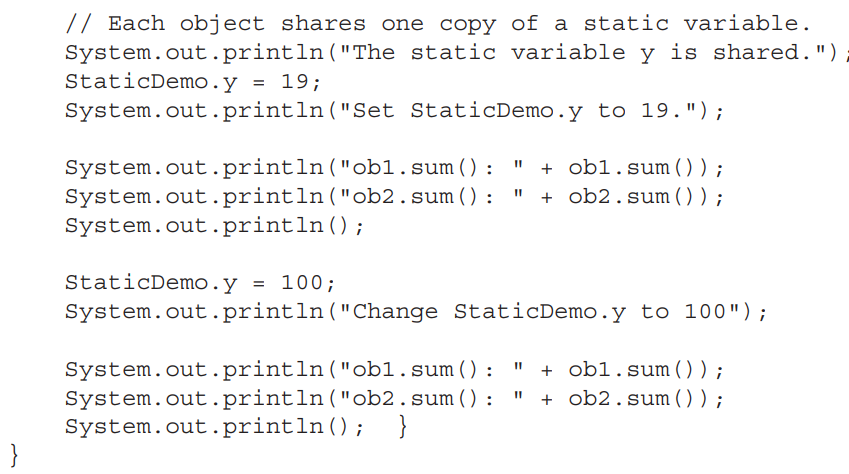 // Each object shares one copy of a static variable.
System.out.println("The static variable y is shared.");
StaticDemo.y = 19;
System.out.println("Set StaticDemo.y to 19.");
System.out.println("ob1.sum(): " + ob1.sum());
System.out.println("ob2.sum(): " + ob2.sum());
System.out.println();
StaticDemo.y = 100;
System.out.println("Change StaticDemo.y to 100");
System.out.println("ob1.sum(): " + ob1.sum());
System.out.println("ob2.sum(): " + ob2.sum());
System.out.println();  }
}